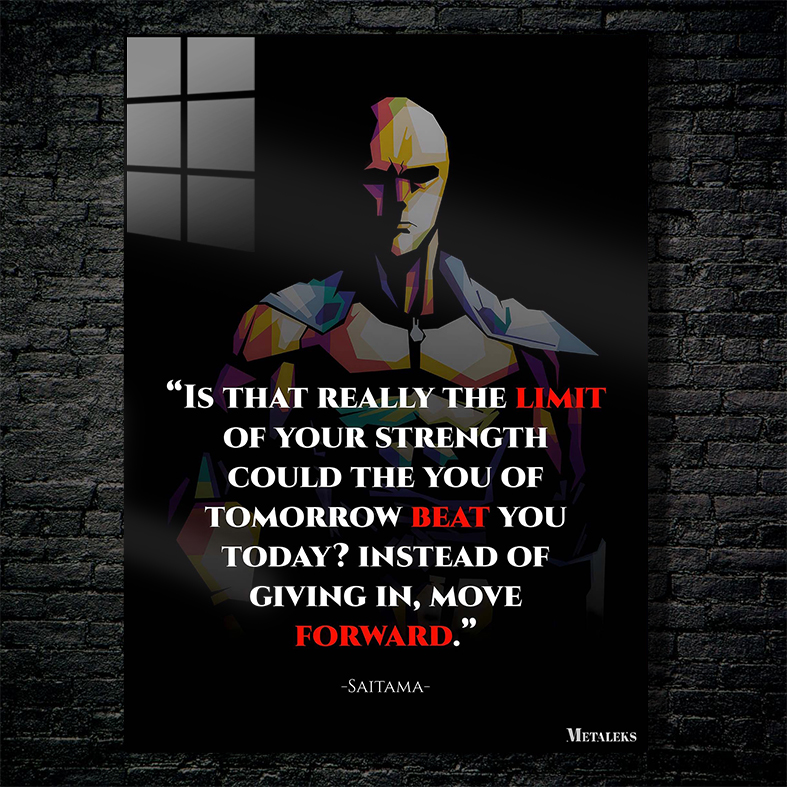 “Is that really the limit
of your strength
could the you of
tomorrow beat you
today? instead of
giving in, move
forward.”
-Saitama-
Metaleks